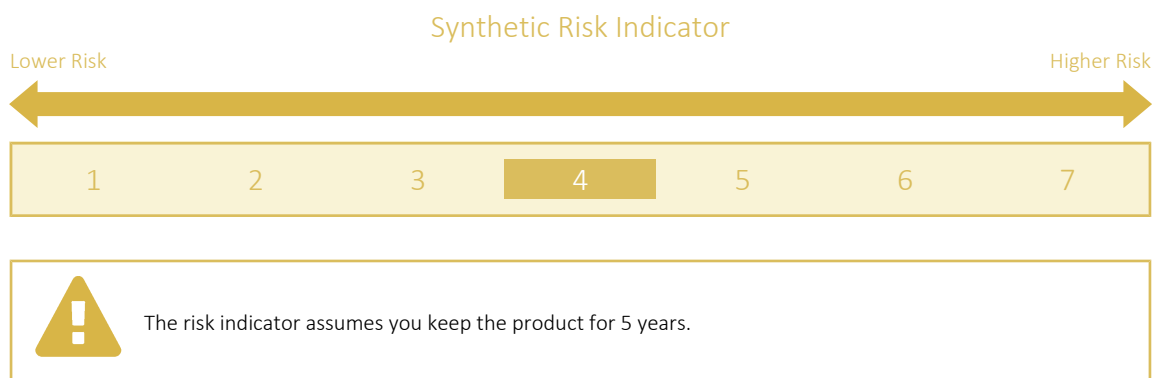 Synthetic Risk Indicator
Lower Risk Higher Risk
1 2 3 4 5 6 7
The risk indicator assumes you keep the product for 5 years.